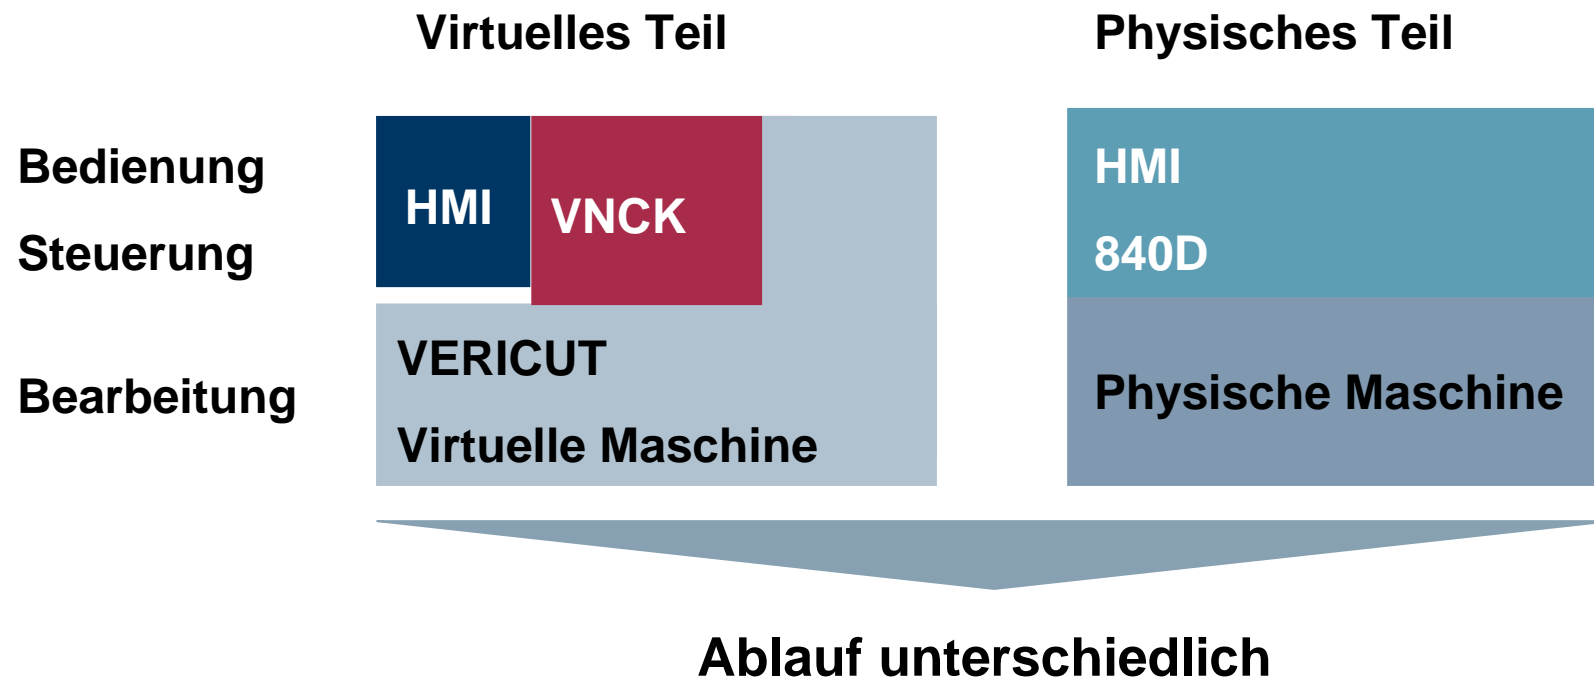 Virtuelles Teil
Physisches Teil
Bedienung
Steuerung
Bearbeitung
HMI
VNCK
VERICUT
Virtuelle Maschine
HMI
840D
Physische Maschine
Ablauf unterschiedlich